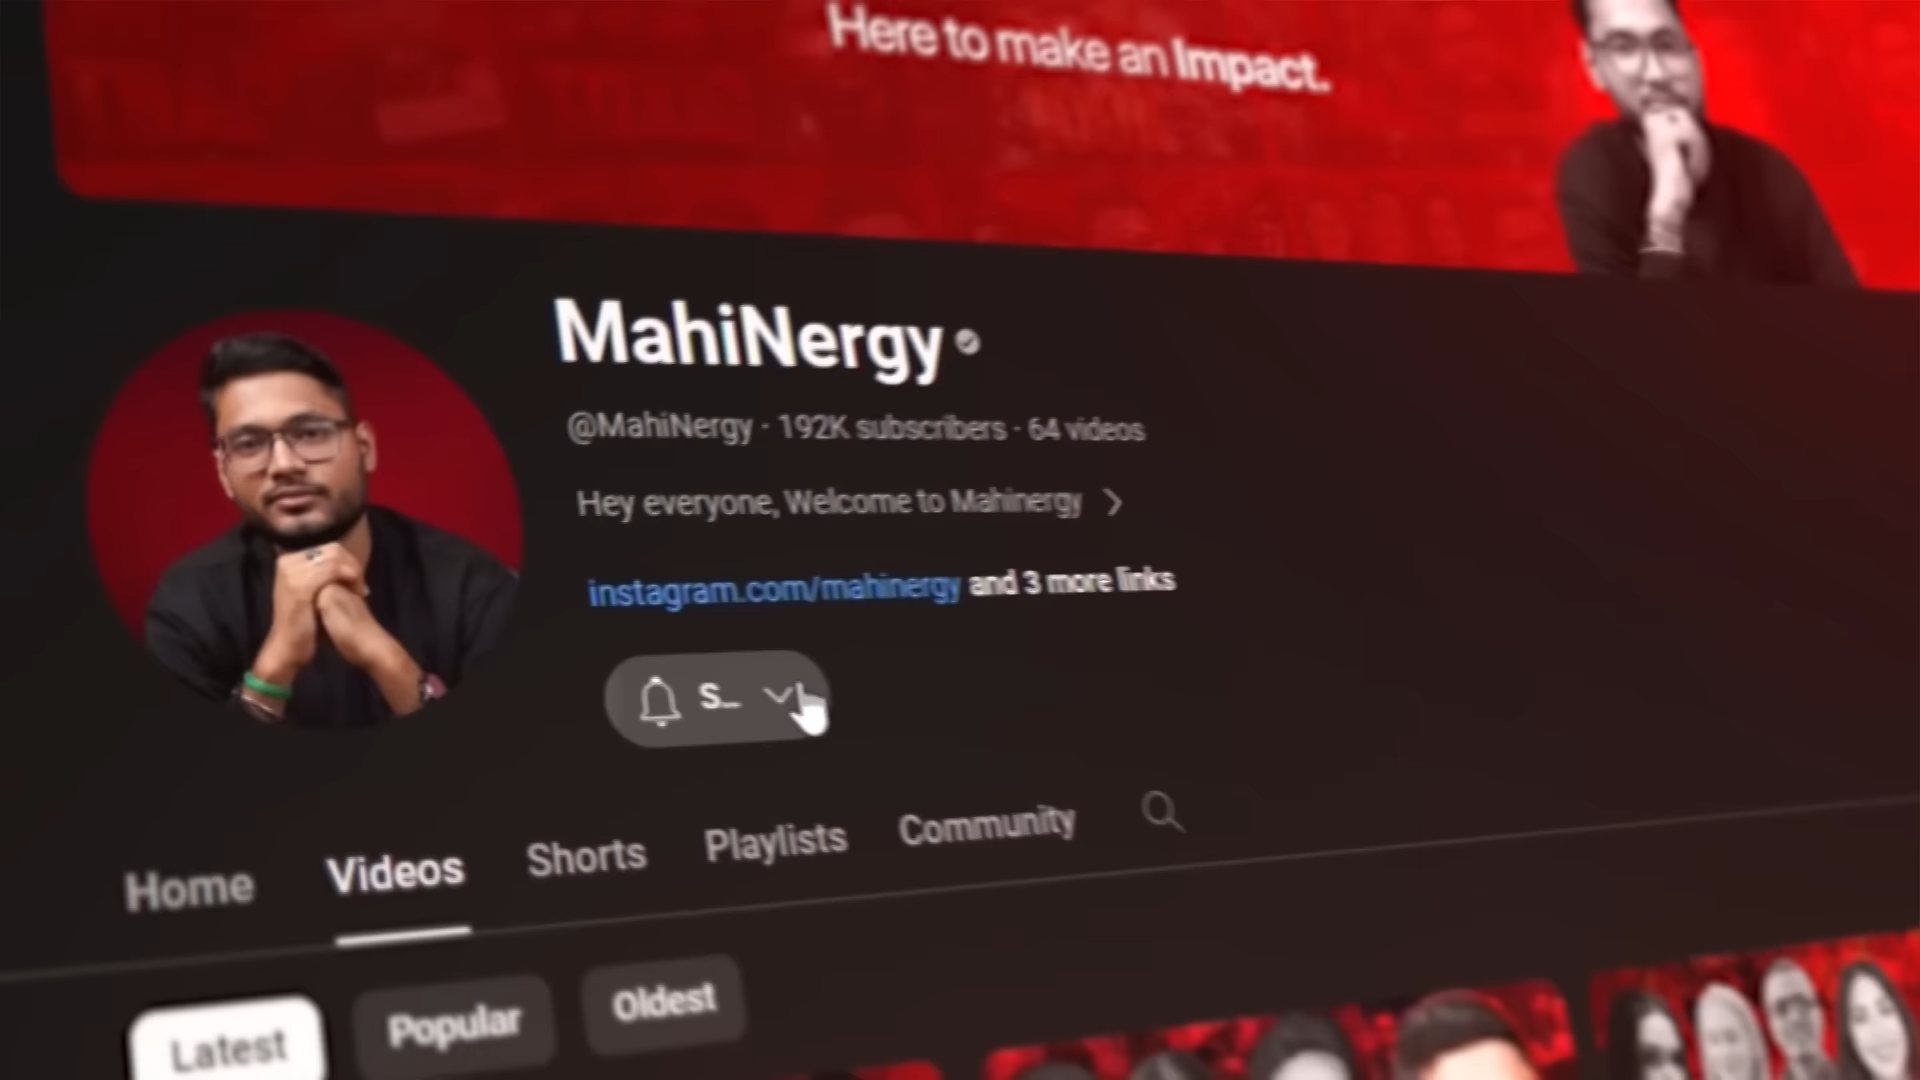 Here to make an Impact.
MahiNergy
@MahiNergy · 192K subscribers · 64 videos
Hey everyone, Welcome to Mahinergy
instagram.com/mahinergy and 3 more links
S...
Home Videos Shorts Playlists Community
Latest Popular Oldest